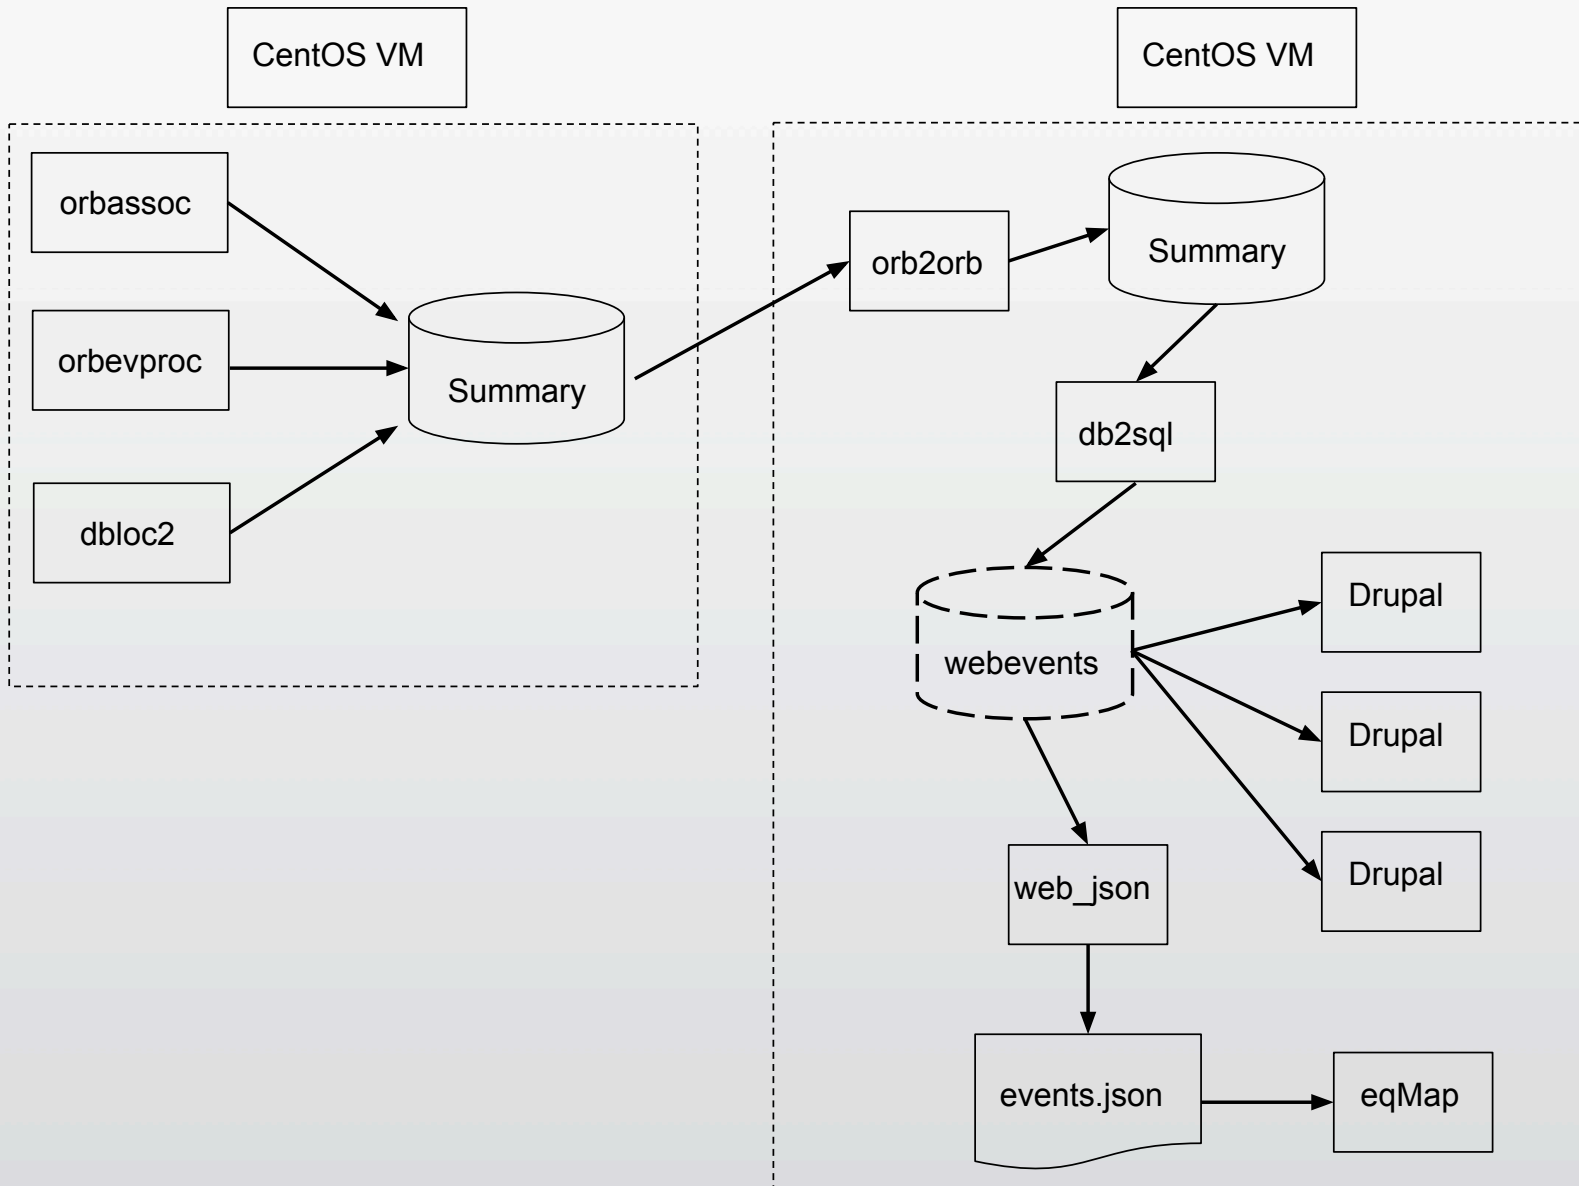 CentOS VM
CentOS VM
orbassoc
orbevproc
dbloc2
Summary
orb2orb
Summary
db2sql
webevents
Drupal
Drupal
Drupal
web_json
events.json
eqMap